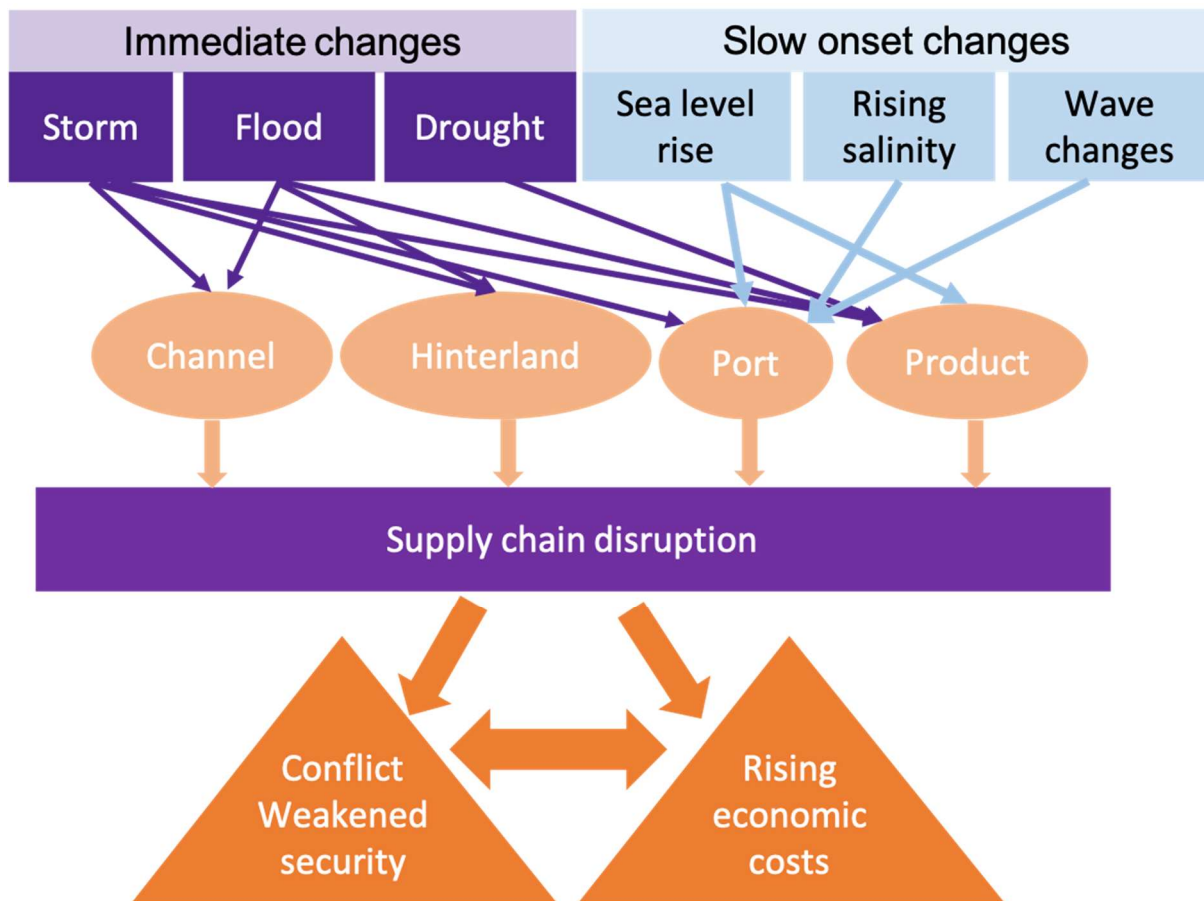 Immediate changes
Slow onset changes
Storm
Flood
Drought
Sea level
rise
Rising
salinity
Wave
changes
Channel
Hinterland
Port
Product
Supply chain disruption
Conflict
Weakened
security
Rising
economic
costs